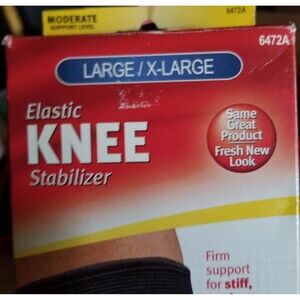 MODERATE
SUPPORT LEVEL
6472A
6472A
LARGE / X-LARGE
Elastic
KNEE
Stabilizer
Same
Great
Product
Fresh New
Look
Firm
support
for stiff,